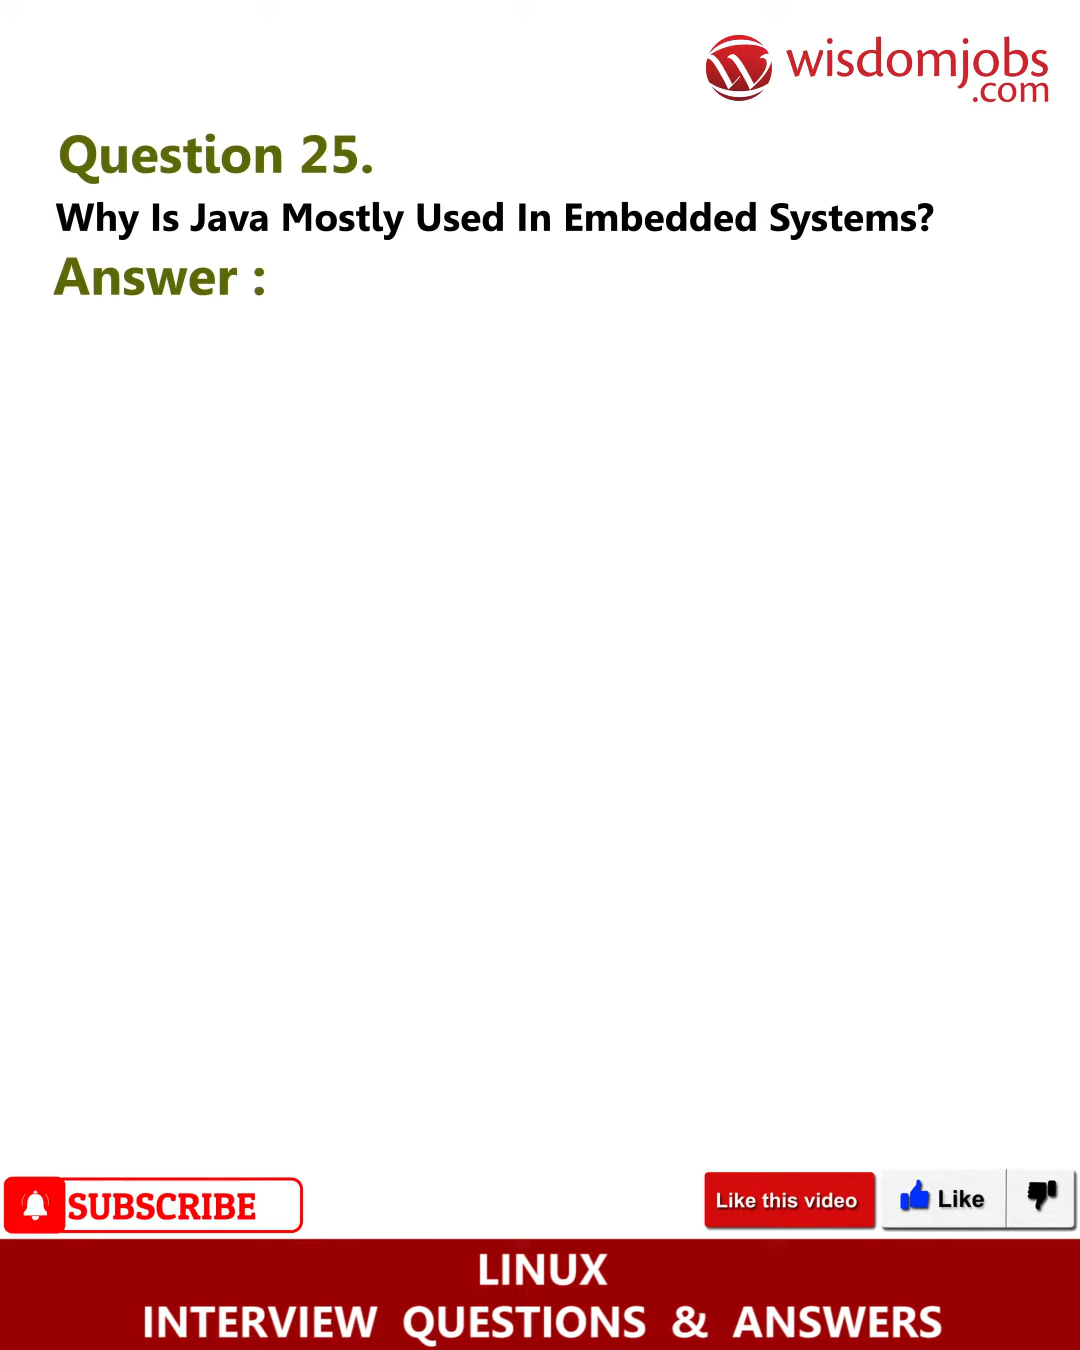 wisdomjobs
.com
Question 25.
Why Is Java Mostly Used In Embedded Systems?
Answer :
SUBSCRIBE
Like this video
Like
LINUX
INTERVIEW QUESTIONS & ANSWERS